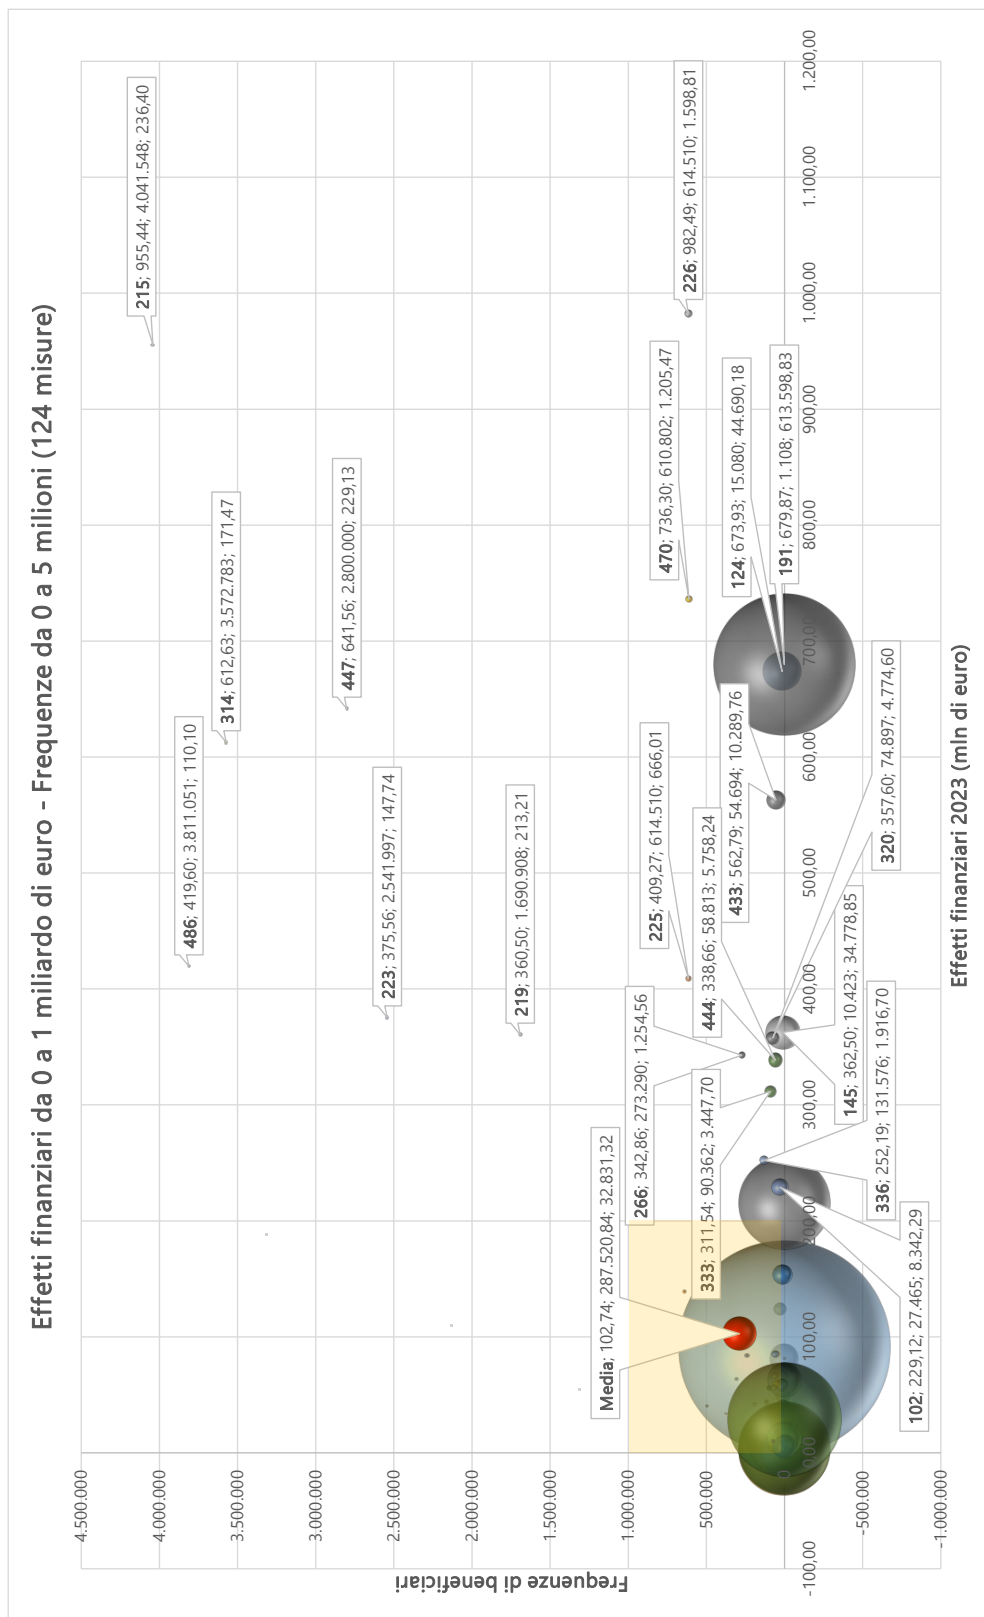 Effetti finanziari da 0 a 1 miliardo di euro - Frequenze da 0 a 5 milioni (124 misure)
215; 955,44; 4.041.548; 236,40
486; 419,60; 3.811.051; 110,10
314; 612,63; 3.572.783; 171,47
447; 641,56; 2.800.000; 229,13
223; 375,56; 2.541.997; 147,74
219; 360,50; 1.690.908; 213,21
Media; 102,74; 287.520,84; 32.831,32
266; 342,86; 273.290; 1.254,56
225; 409,27; 614.510; 666,01
470; 736,30; 610.802; 1.205,47
226; 982,49; 614.510; 1.598,81
333; 311,54; 90.362; 3.447,70
444; 338,66; 58.813; 5.758,24
433; 562,79; 54.694; 10.289,76
124; 673,93; 15.080; 44.690,18
191; 679,87; 1.108; 613.598,83
145; 362,50; 10.423; 34.778,85
320; 357,60; 74.897; 4.774,60
336; 252,19; 131.576; 1.916,70
102; 229,12; 27.465; 8.342,29
Frequenze di beneficiari
4.500.000
4.000.000
3.500.000
3.000.000
2.500.000
2.000.000
1.500.000
1.000.000
500.000
0
-500.000
-1.000.000
-100,00
0,00
100,00
200,00
300,00
400,00
500,00
600,00
700,00
800,00
900,00
1.000,00
1.100,00
1.200,00
Effetti finanziari 2023 (mln di euro)